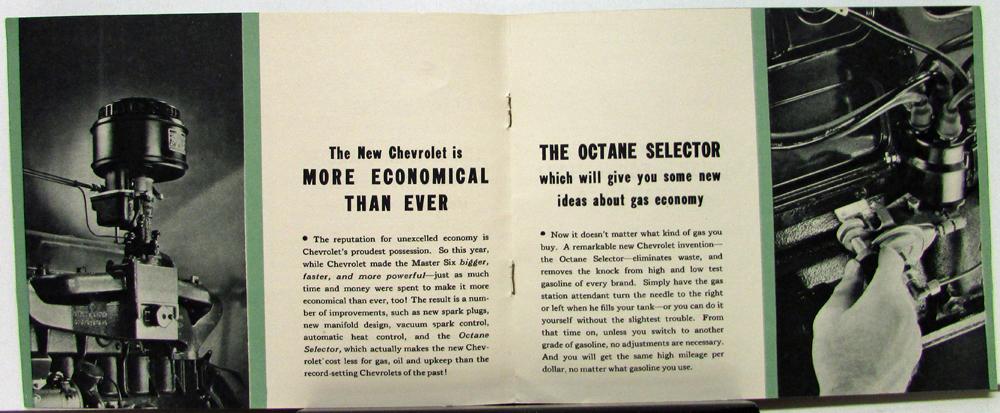 The New Chevrolet is
MORE ECONOMICAL
THAN EVER
• The reputation for unexcelled economy is
Chevrolet's proudest possession. So this year,
while Chevrolet made the Master Six bigger,
faster, and more powerful—just as much
time and money were spent to make it more
economical than ever, too! The result is a num-
ber of improvements, such as new spark plugs,
new manifold design, vacuum spark control,
automatic heat control, and the Octane
Selector, which actually makes the new Chev-
rolet cost less for gas, oil and upkeep than the
record-setting Chevrolets of the past!
THE OCTANE SELECTOR
which will give you some new
ideas about gas economy
• Now it doesn't matter what kind of gas you
buy. A remarkable new Chevrolet invention—
the Octane Selector—eliminates waste, and
removes the knock from high and low test
gasoline of every brand. Simply have the gas
station attendant turn the needle to the right
or left when he fills your tank—or you can do it
yourself without the slightest trouble. From
that time on, unless you switch to another
grade of gasoline, no adjustments are necessary.
And you will get the same high mileage per
dollar, no matter what gasoline you use.